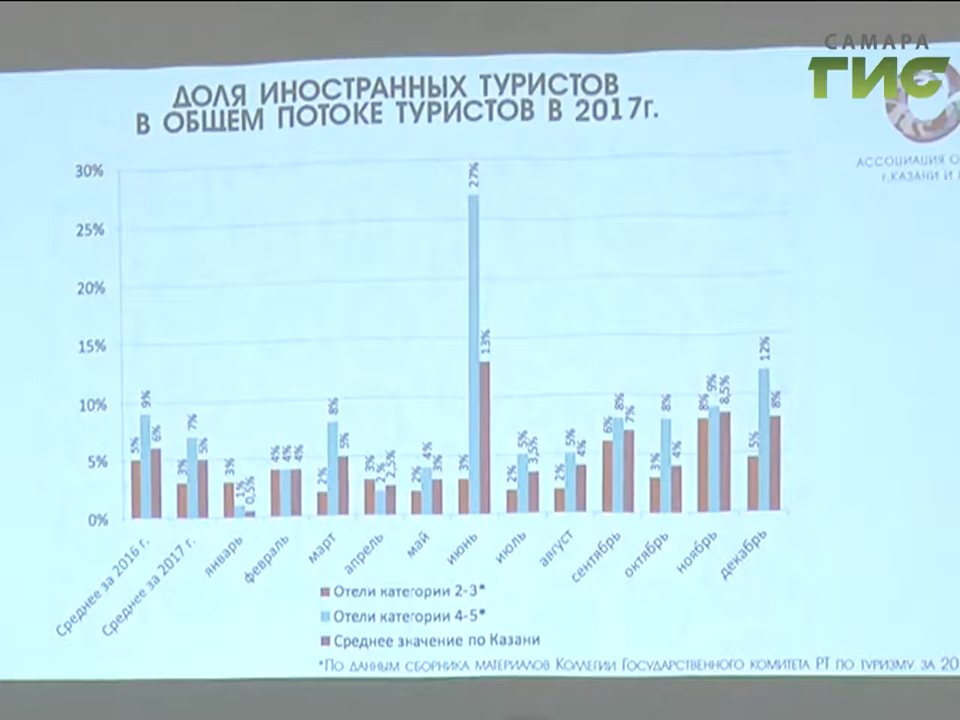 САМАРА
ГИС
ДОЛЯ ИНОСТРАННЫХ ТУРИСТОВ
В ОБЩЕМ ПОТОКЕ ТУРИСТОВ В 2017г.
АССОЦИАЦИЯ
г.КАЗАНИ И
30%
25%
20%
15%
10%
5%
0%
5% 9% 6%
3% 7% 5%
3% 1% 0,5%
4% 4% 4%
2% 8% 5%
3% 2% 2,5%
2% 4% 3%
3% 27% 13%
2% 5% 3,5%
2% 5% 4%
6% 8% 7%
3% 8% 4%
8% 9% 8,5%
5% 12% 8%
Среднее за 2016 г.
Среднее за 2017 г.
январь
февраль
март
апрель
май
июнь
июль
август
сентябрь
октябрь
ноябрь
декабрь
Отели категории 2-3*
Отели категории 4-5*
Среднее значение по Казани
*По данным сборника материалов Коллегии Государственного комитета РТ по туризму за 20